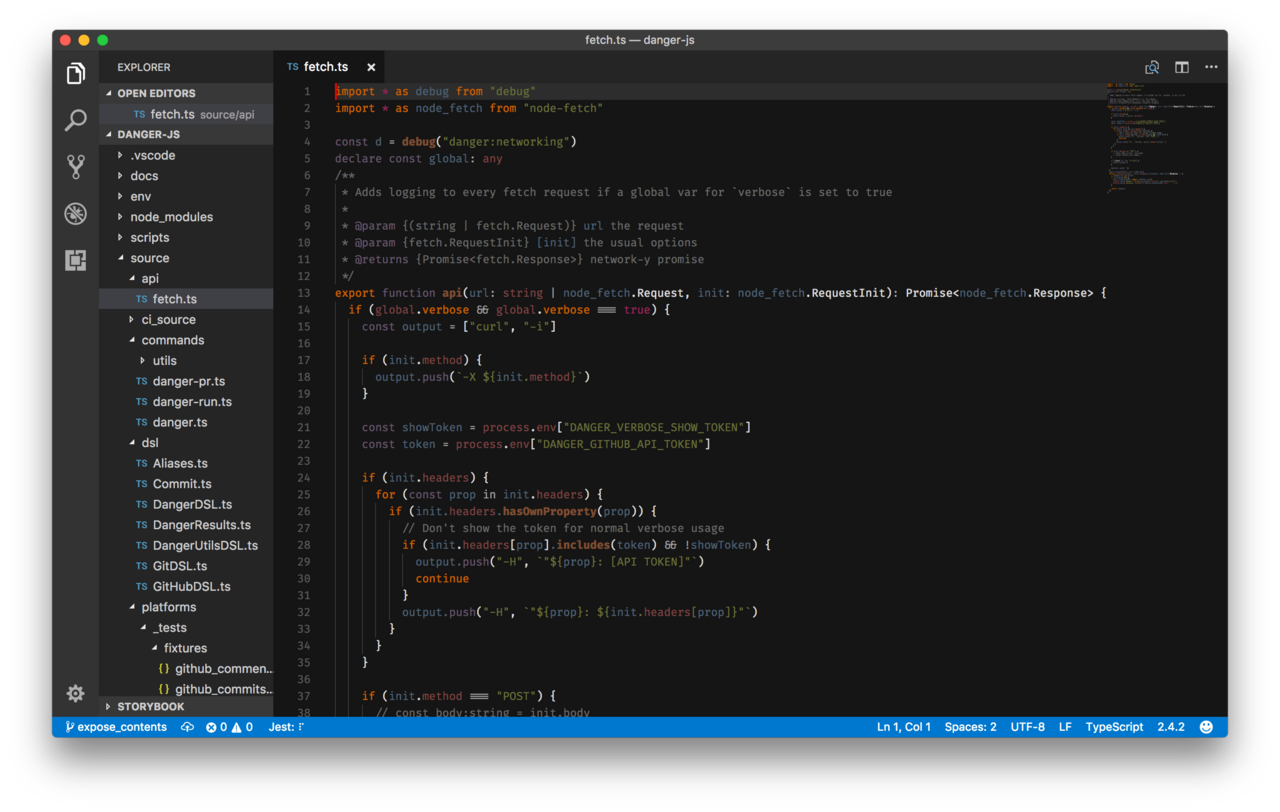 fetch.ts — danger-js
EXPLORER
OPEN EDITORS
TS fetch.ts source/api
DANGER-JS
.vscode
docs
env
node_modules
scripts
source
api
TS fetch.ts
ci_source
commands
utils
TS danger-pr.ts
TS danger-run.ts
TS danger.ts
dsl
TS Aliases.ts
TS Commit.ts
TS DangerDSL.ts
TS DangerResults.ts
TS DangerUtilsDSL.ts
TS GitDSL.ts
TS GitHubDSL.ts
platforms
_tests
fixtures
{} github_commen...
{} github_commits...
STORYBOOK
TS fetch.ts ×
1 import * as debug from "debug"
2 import * as node_fetch from "node-fetch"
3
4 const d = debug("danger:networking")
5 declare const global: any
6 /**
7 * Adds logging to every fetch request if a global var for `verbose` is set to true
8 *
9 * @param {(string | fetch.Request)} url the request
10 * @param {fetch.RequestInit} [init] the usual options
11 * @returns {Promise<fetch.Response>} network-y promise
12 */
13 export function api(url: string | node_fetch.Request, init: node_fetch.RequestInit): Promise<node_fetch.Response> {
14 if (global.verbose && global.verbose === true) {
15 const output = ["curl", "-i"]
16
17 if (init.method) {
18 output.push(`-X ${init.method}`)
19 }
20
21 const showToken = process.env["DANGER_VERBOSE_SHOW_TOKEN"]
22 const token = process.env["DANGER_GITHUB_API_TOKEN"]
23
24 if (init.headers) {
25 for (const prop in init.headers) {
26 if (init.headers.hasOwnProperty(prop)) {
27 // Don't show the token for normal verbose usage
28 if (init.headers[prop].includes(token) && !showToken) {
29 output.push("-H", `"${prop}: [API TOKEN]"`)
30 continue
31 }
32 output.push("-H", `"${prop}: ${init.headers[prop]}"`)
33 }
34 }
35 }
36
37 if (init.method === "POST") {
38 // const body:string = init.body
expose_contents 0 0 Jest:
Ln 1, Col 1 Spaces: 2 UTF-8 LF TypeScript 2.4.2